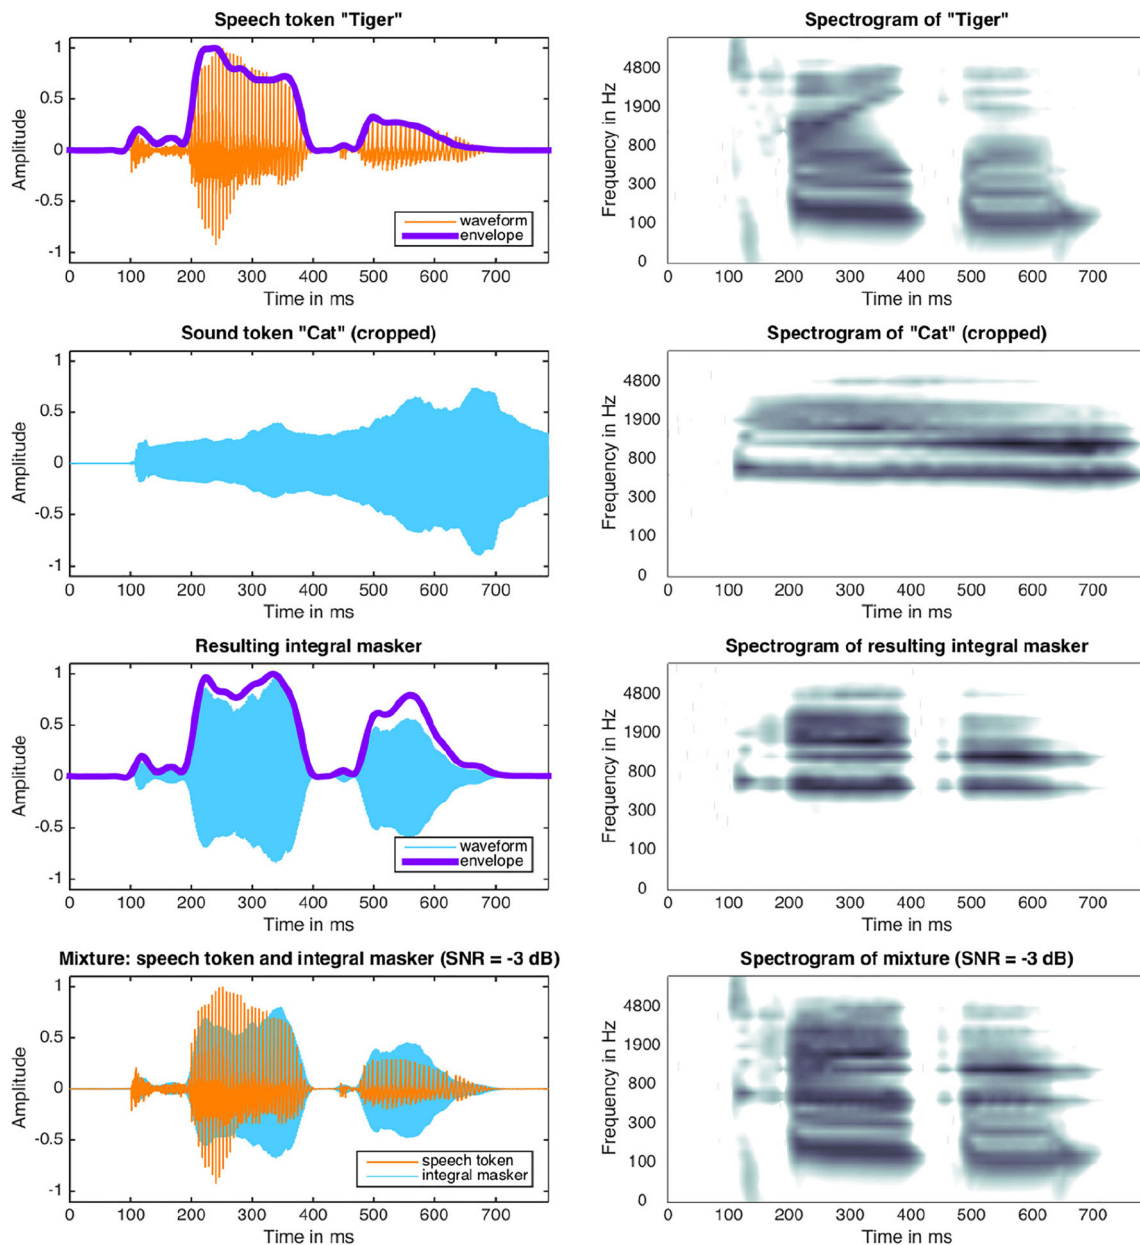 Speech token "Tiger"
1
0.5
0
-0.5
-1
Amplitude
waveform
envelope
0 100 200 300 400 500 600 700
Time in ms
Spectrogram of "Tiger"
4800
1900
800
300
100
0
Frequency in Hz
100 200 300 400 500 600 700
Time in ms
Sound token "Cat" (cropped)
1
0.5
0
-0.5
-1
Amplitude
0 100 200 300 400 500 600 700
Time in ms
Spectrogram of "Cat" (cropped)
4800
1900
800
300
100
0
Frequency in Hz
100 200 300 400 500 600 700
Time in ms
Resulting integral masker
1
0.5
0
-0.5
-1
Amplitude
waveform
envelope
0 100 200 300 400 500 600 700
Time in ms
Spectrogram of resulting integral masker
4800
1900
800
300
100
0
Frequency in Hz
100 200 300 400 500 600 700
Time in ms
Mixture: speech token and integral masker (SNR = -3 dB)
1
0.5
0
-0.5
-1
Amplitude
speech token
integral masker
0 100 200 300 400 500 600 700
Time in ms
Spectrogram of mixture (SNR = -3 dB)
4800
1900
800
300
100
0
Frequency in Hz
100 200 300 400 500 600 700
Time in ms